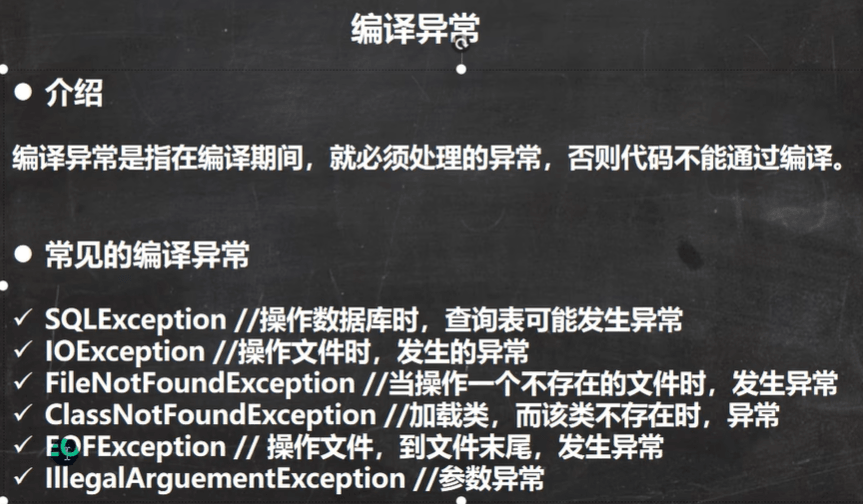 编译异常
● 介绍
编译异常是指在编译期间，就必须处理的异常，否则代码不能通过编译。
● 常见的编译异常
✓ SQLException //操作数据库时，查询表可能发生异常
✓ IOException //操作文件时，发生的异常
✓ FileNotFoundException //当操作一个不存在的文件时，发生异常
✓ ClassNotFoundException //加载类，而该类不存在时，异常
✓ EOFException // 操作文件，到文件末尾，发生异常
✓ IllegalArguementException //参数异常